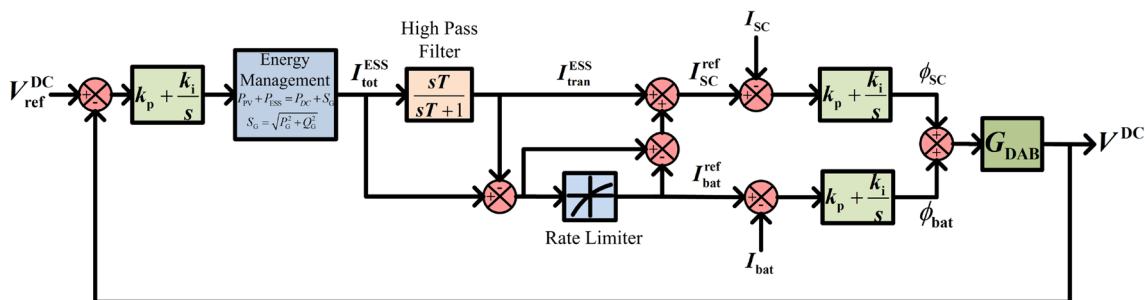 High Pass
Filter
Energy
Management
P_PV + P_ESS = P_DC + S_G
S_G = √(P_G^2 + Q_G^2)
V_ref^DC
+
-
k_p + k_i/s
I_tot^ESS
sT/(sT + 1)
I_tran^ESS
+
+
I_SC^ref
I_SC
+
-
k_p + k_i/s
ϕ_SC
+
+
G_DAB
V^DC
+
-
+
-
Rate Limiter
I_bat^ref
+
-
I_bat
k_p + k_i/s
ϕ_bat